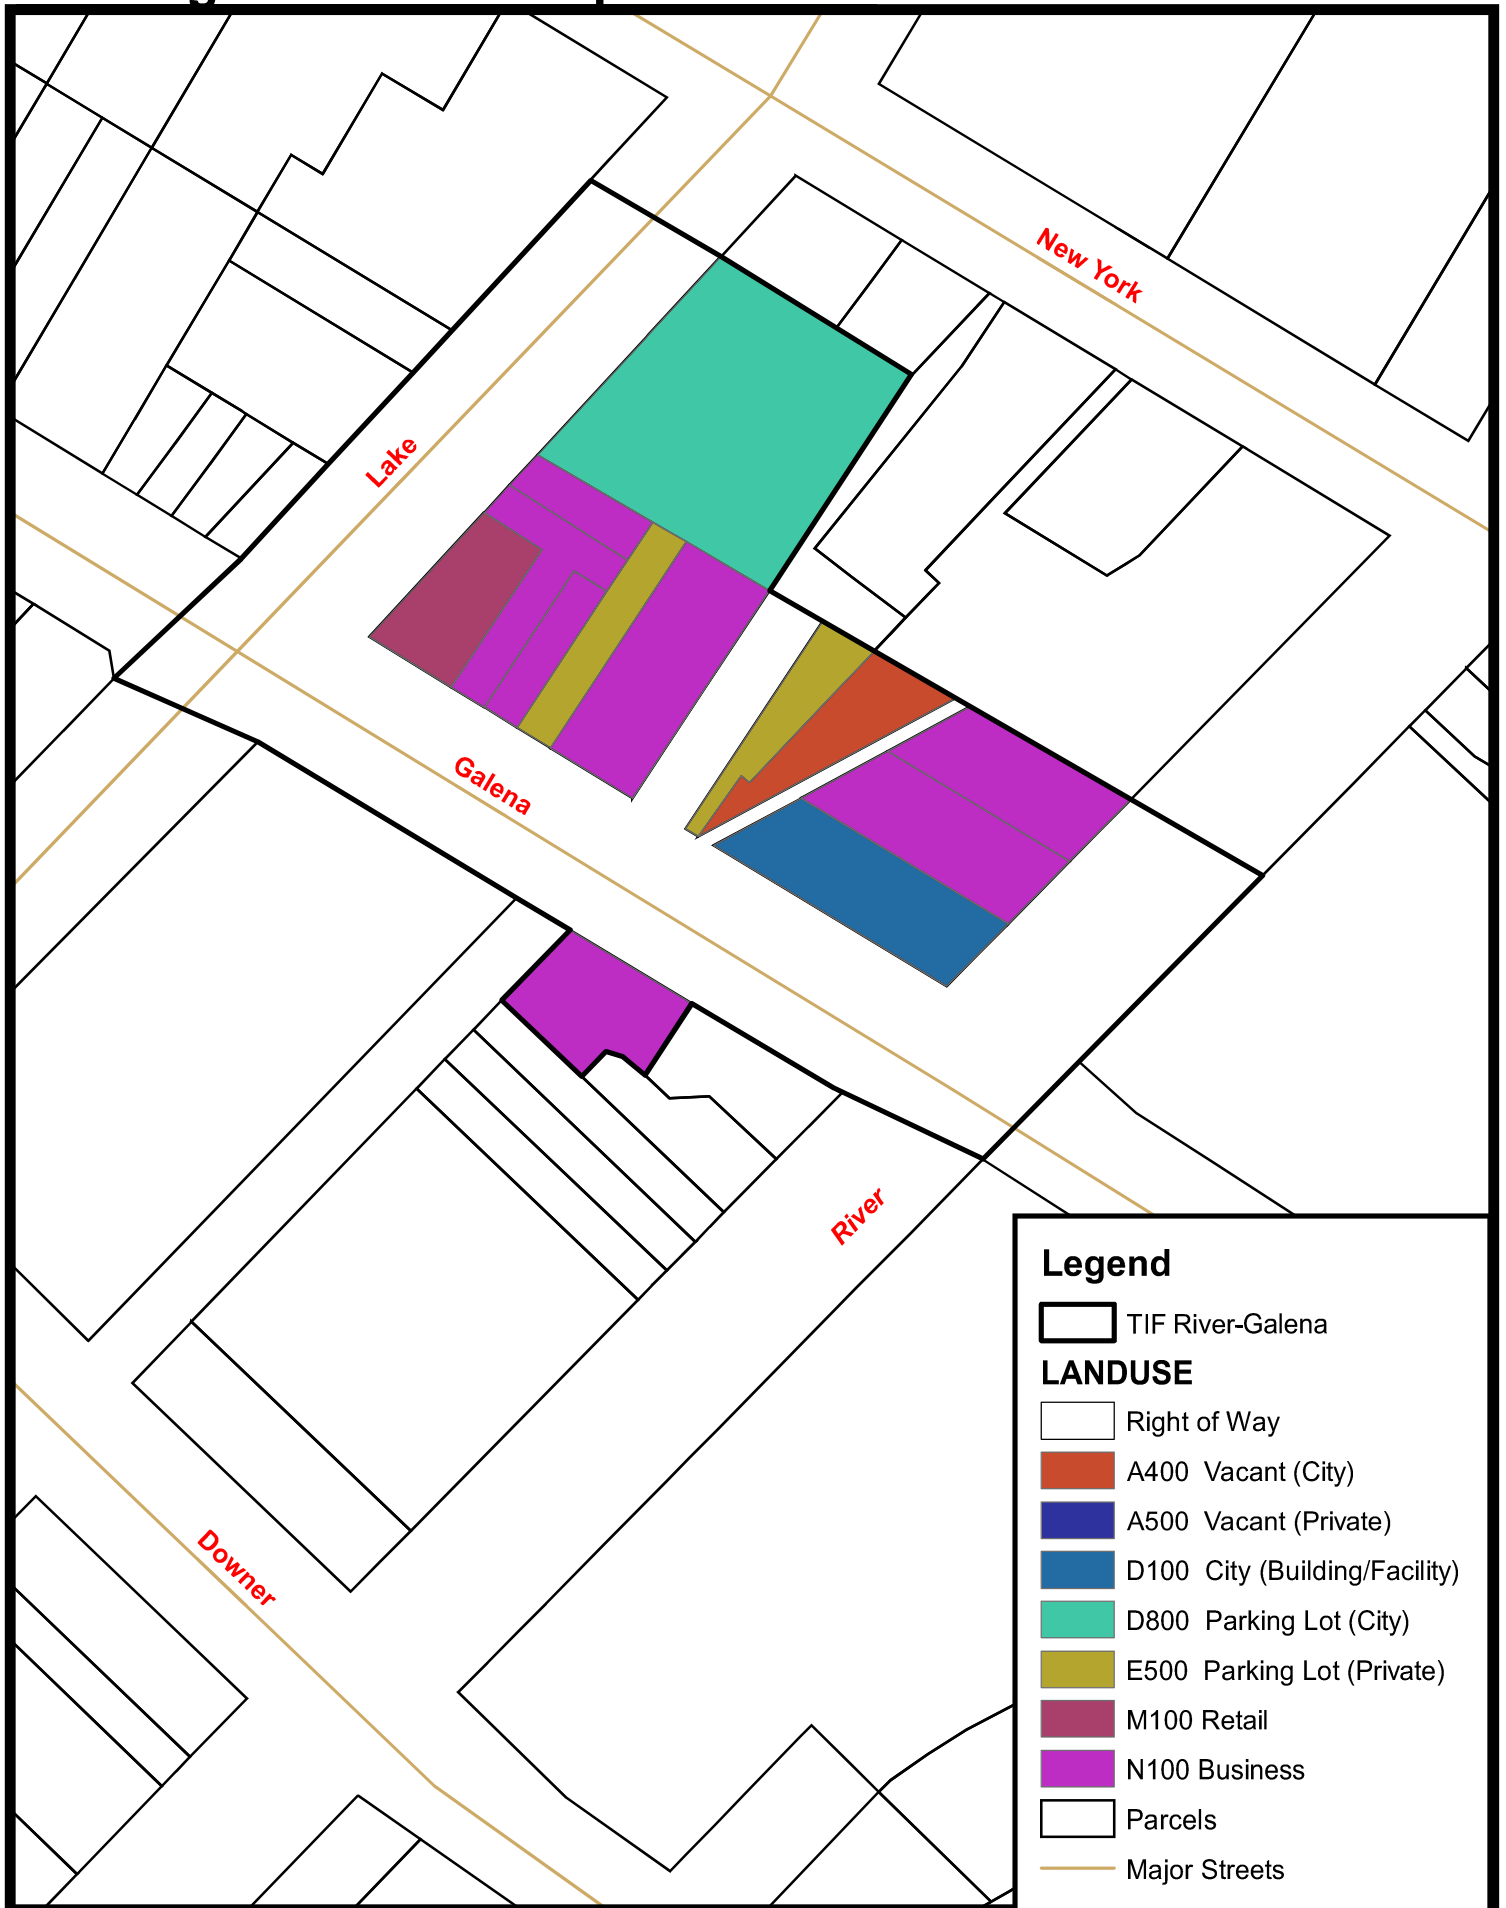 New York
Lake
Galena
River
Downer
Legend
TIF River-Galena
LANDUSE
Right of Way
A400 Vacant (City)
A500 Vacant (Private)
D100 City (Building/Facility)
D800 Parking Lot (City)
E500 Parking Lot (Private)
M100 Retail
N100 Business
Parcels
Major Streets